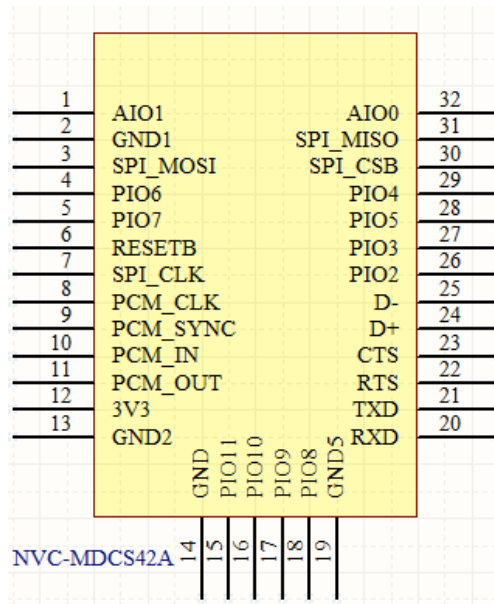 1 AIO1 AIO0 32
2 GND1 SPI_MISO 31
3 SPI_MOSI SPI_CSB 30
4 PIO6 PIO4 29
5 PIO7 PIO5 28
6 RESETB PIO3 27
7 SPI_CLK PIO2 26
8 PCM_CLK D- 25
9 PCM_SYNC D+ 24
10 PCM_IN CTS 23
11 PCM_OUT RTS 22
12 3V3 TXD 21
13 GND2 RXD 20
GND PIO11 PIO10 PIO9 PIO8 GND5
14 15 16 17 18 19
NVC-MDCS42A